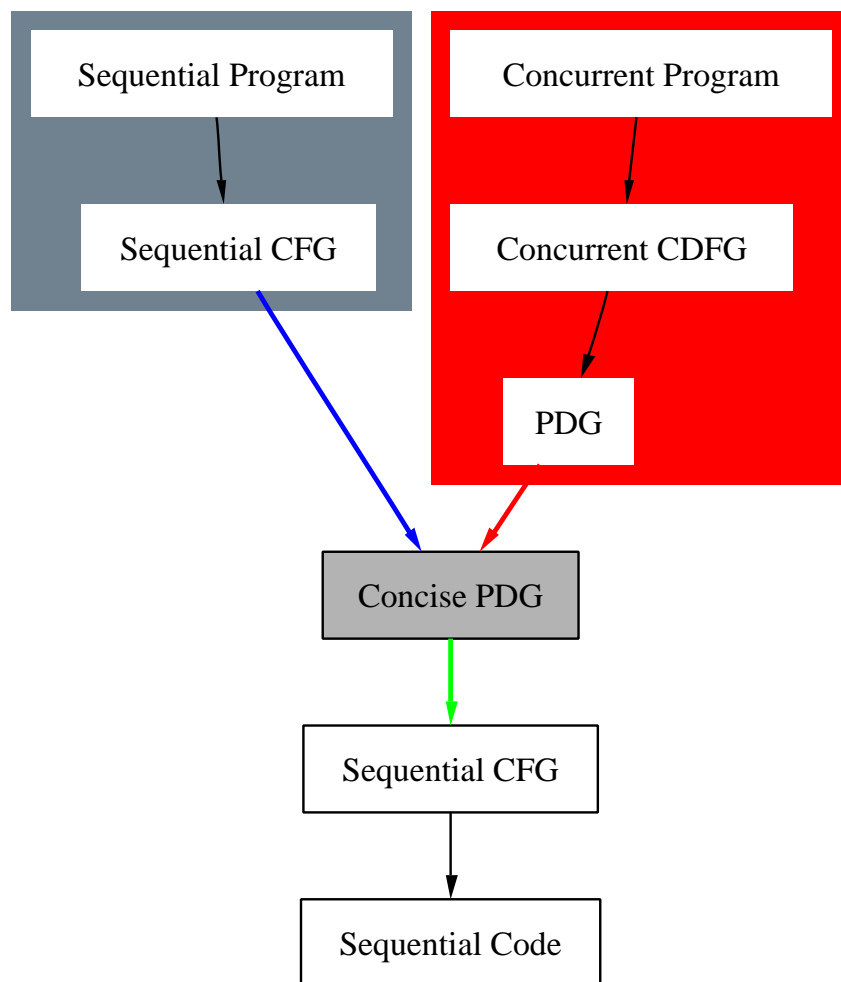 Sequential Program
Concurrent Program
Sequential CFG
Concurrent CDFG
PDG
Concise PDG
Sequential CFG
Sequential Code